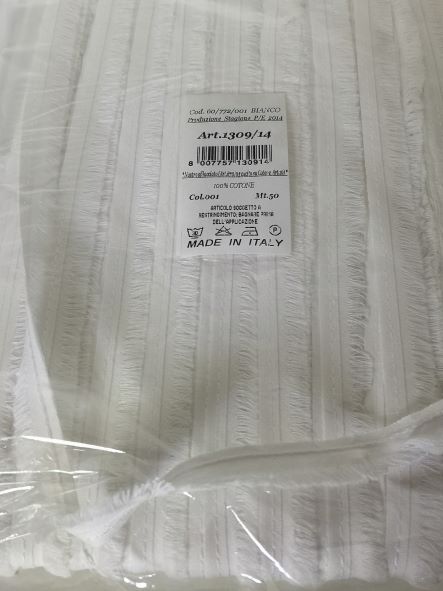 Cod. 60/772/001 BIANCO
Produzione Stagione P/E 2014
Art.1309/14
8 007757 130914
100% COTONE
Col.001 Mt.50
ARTICOLO SOGGETTO A
RENTRINGIMENTO: BAGNARE PRIMA
DELL'APPLICAZIONE
MADE IN ITALY